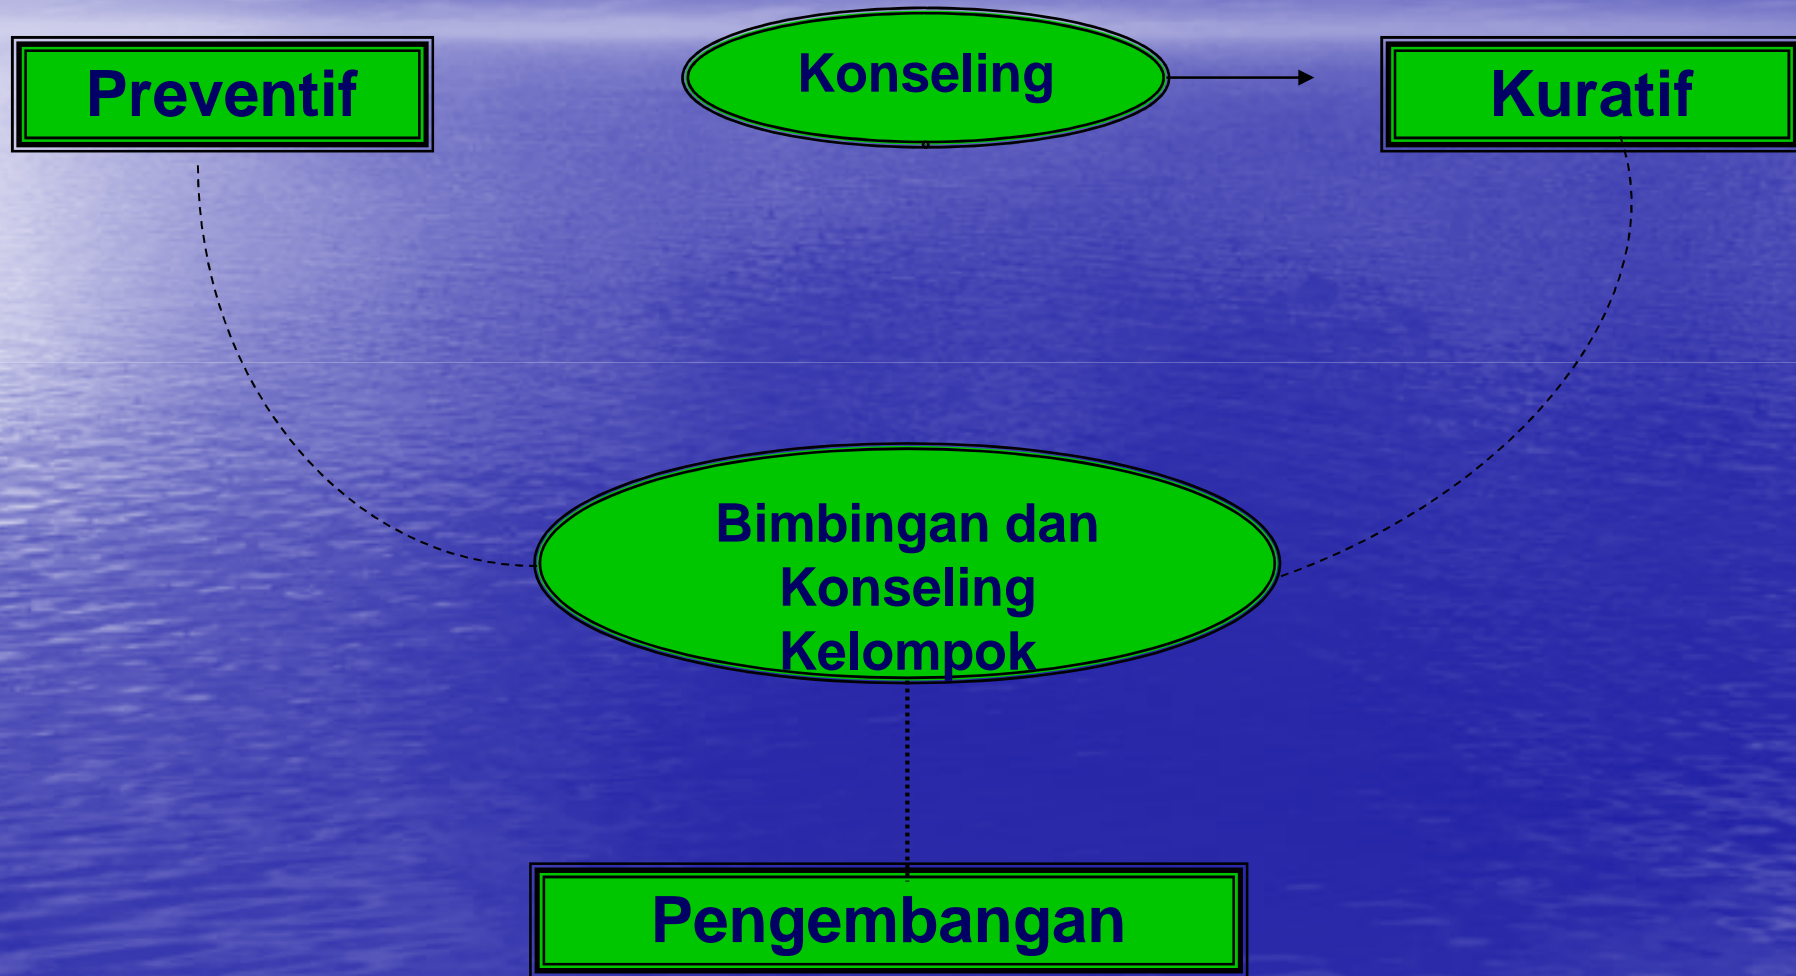 Preventif
Konseling
Kuratif
Bimbingan dan
Konseling
Kelompok
Pengembangan